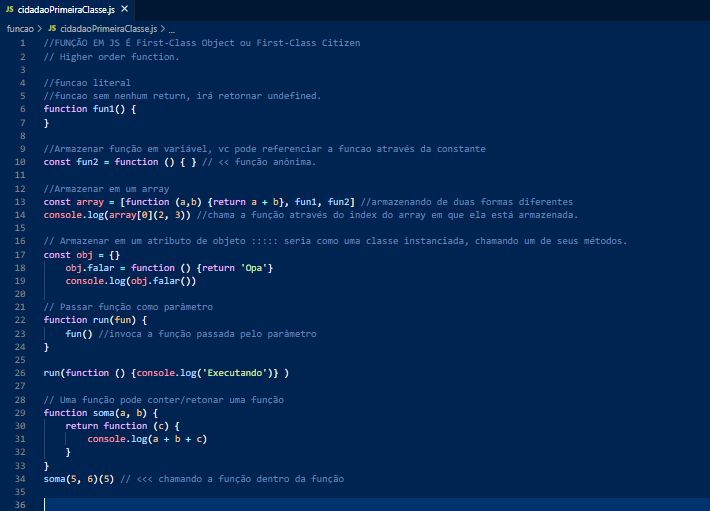 JS cidadaoPrimeiraClasse.js ×
funcao > JS cidadaoPrimeiraClasse.js > ...
1 //FUNÇÃO EM JS É First-Class Object ou First-Class Citizen
2 // Higher order function.
3
4 //funcao literal
5 //funcao sem nenhum return, irá retornar undefined.
6 function fun1() {
7 }
8
9 //Armazenar função em variável, vc pode referenciar a funcao através da constante
10 const fun2 = function () { } // << função anônima.
11
12 //Armazenar em um array
13 const array = [function (a,b) {return a + b}, fun1, fun2] //armazenando de duas formas diferentes
14 console.log(array[0](2, 3)) //chama a função através do index do array em que ela está armazenada.
15
16 // Armazenar em um atributo de objeto ::::: seria como uma classe instanciada, chamando um de seus métodos.
17 const obj = {}
18 obj.falar = function () {return 'Opa'}
19 console.log(obj.falar())
20
21 // Passar função como parâmetro
22 function run(fun) {
23 fun() //invoca a função passada pelo parâmetro
24 }
25
26 run(function () {console.log('Executando')} )
27
28 // Uma função pode conter/retonar uma função
29 function soma(a, b) {
30 return function (c) {
31 console.log(a + b + c)
32 }
33 }
34 soma(5, 6)(5) // <<< chamando a função dentro da função
35
36